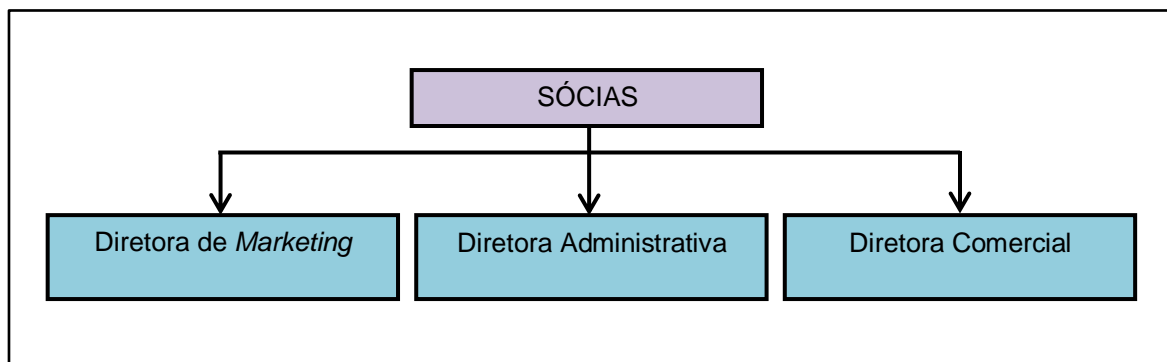 SÓCIAS
Diretora de Marketing
Diretora Administrativa
Diretora Comercial